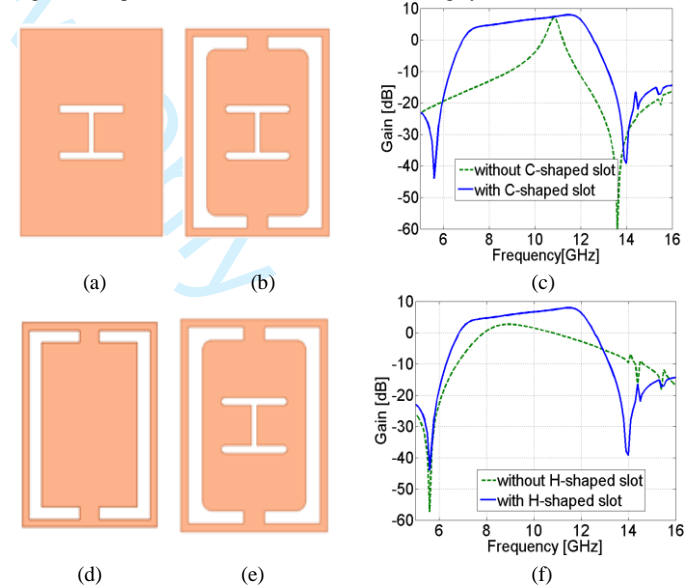 10
0
-10
-20
-30
-40
-50
-60
Gain [dB]
without C-shaped slot
with C-shaped slot
6 8 10 12 14 16
Frequency[GHz]
(a) (b) (c)
10
0
-10
-20
-30
-40
-50
-60
Gain [dB]
without H-shaped slot
with H-shaped slot
6 8 10 12 14 16
Frequency [GHz]
(d) (e) (f)